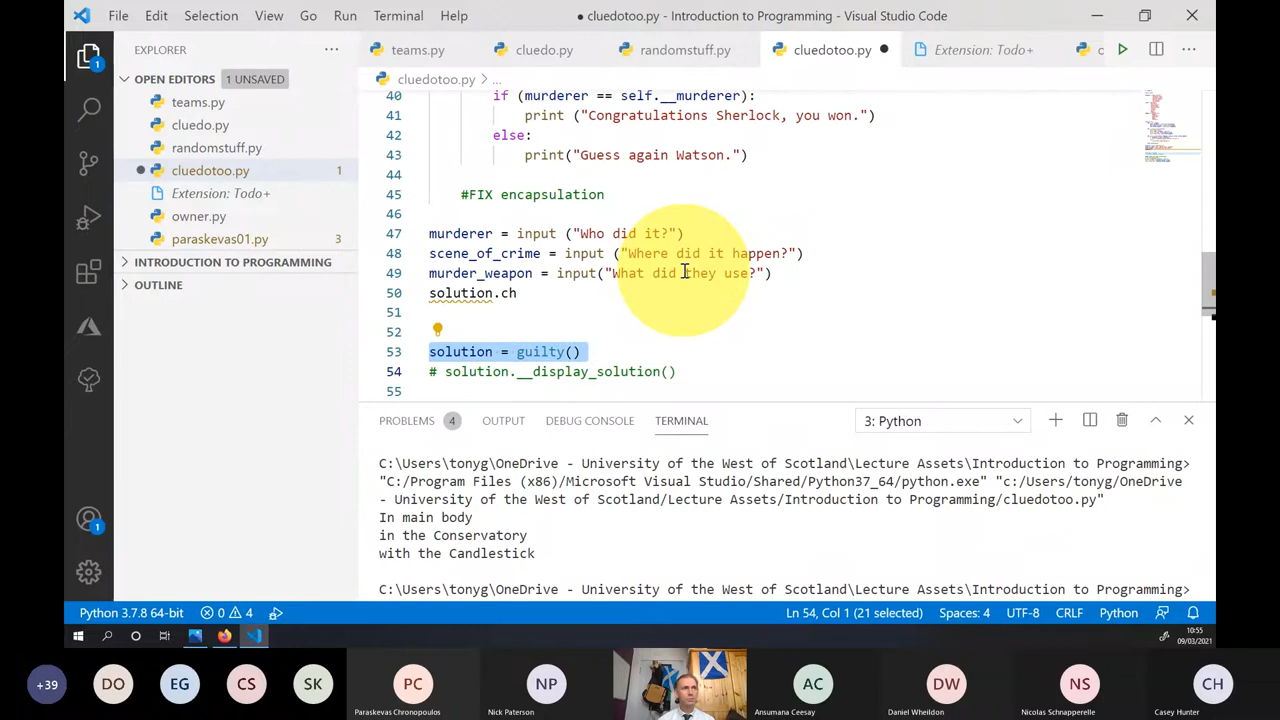 File Edit Selection View Go Run Terminal Help ● cluedotoo.py - Introduction to Programming - Visual Studio Code
EXPLORER ...
teams.py cluedo.py randomstuff.py cluedotoo.py ● Extension: Todo+ c
OPEN EDITORS 1 UNSAVED
cluedotoo.py > ...
teams.py
cluedo.py
randomstuff.py
cluedotoo.py 1
Extension: Todo+
owner.py
paraskevas01.py 3
INTRODUCTION TO PROGRAMMING
OUTLINE
1
1
40 if (murderer == self.__murderer):
41 print ("Congratulations Sherlock, you won.")
42 else:
43 print("Guess again Watson.")
44
45 #FIX encapsulation
46
47 murderer = input ("Who did it?")
48 scene_of_crime = input ("Where did it happen?")
49 murder_weapon = input("What did they use?")
50 solution.ch
51
52
53 solution = guilty()
54 # solution.__display_solution()
55
PROBLEMS 4 OUTPUT DEBUG CONSOLE TERMINAL 3: Python
C:\Users\tonyg\OneDrive - University of the West of Scotland\Lecture Assets\Introduction to Programming>
"C:/Program Files (x86)/Microsoft Visual Studio/Shared/Python37_64/python.exe" "c:/Users/tonyg/OneDrive
- University of the West of Scotland/Lecture Assets/Introduction to Programming/cluedotoo.py"
In main body
in the Conservatory
with the Candlestick
C:\Users\tonyg\OneDrive - University of the West of Scotland\Lecture Assets\Introduction to Programming>
Python 3.7.8 64-bit 0 4 Ln 54, Col 1 (21 selected) Spaces: 4 UTF-8 CRLF Python
10:55
09/03/2021
+39 DO EG CS SK PC NP AC DW NS CH
Paraskevas Chronopoulos Nick Paterson Ansumana Ceesay Daniel Wheildon Nicolas Schnapperelle Casey Hunter